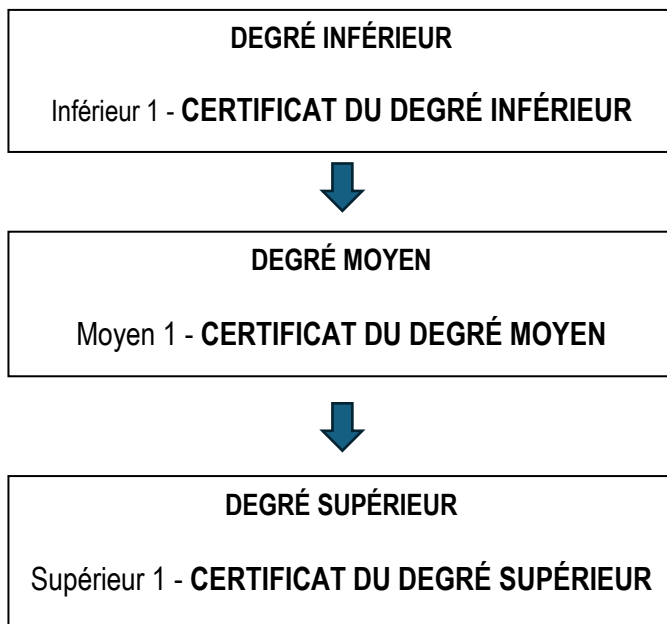 DEGRÉ INFÉRIEUR
Inférieur 1 - CERTIFICAT DU DEGRÉ INFÉRIEUR
DEGRÉ MOYEN
Moyen 1 - CERTIFICAT DU DEGRÉ MOYEN
DEGRÉ SUPÉRIEUR
Supérieur 1 - CERTIFICAT DU DEGRÉ SUPÉRIEUR